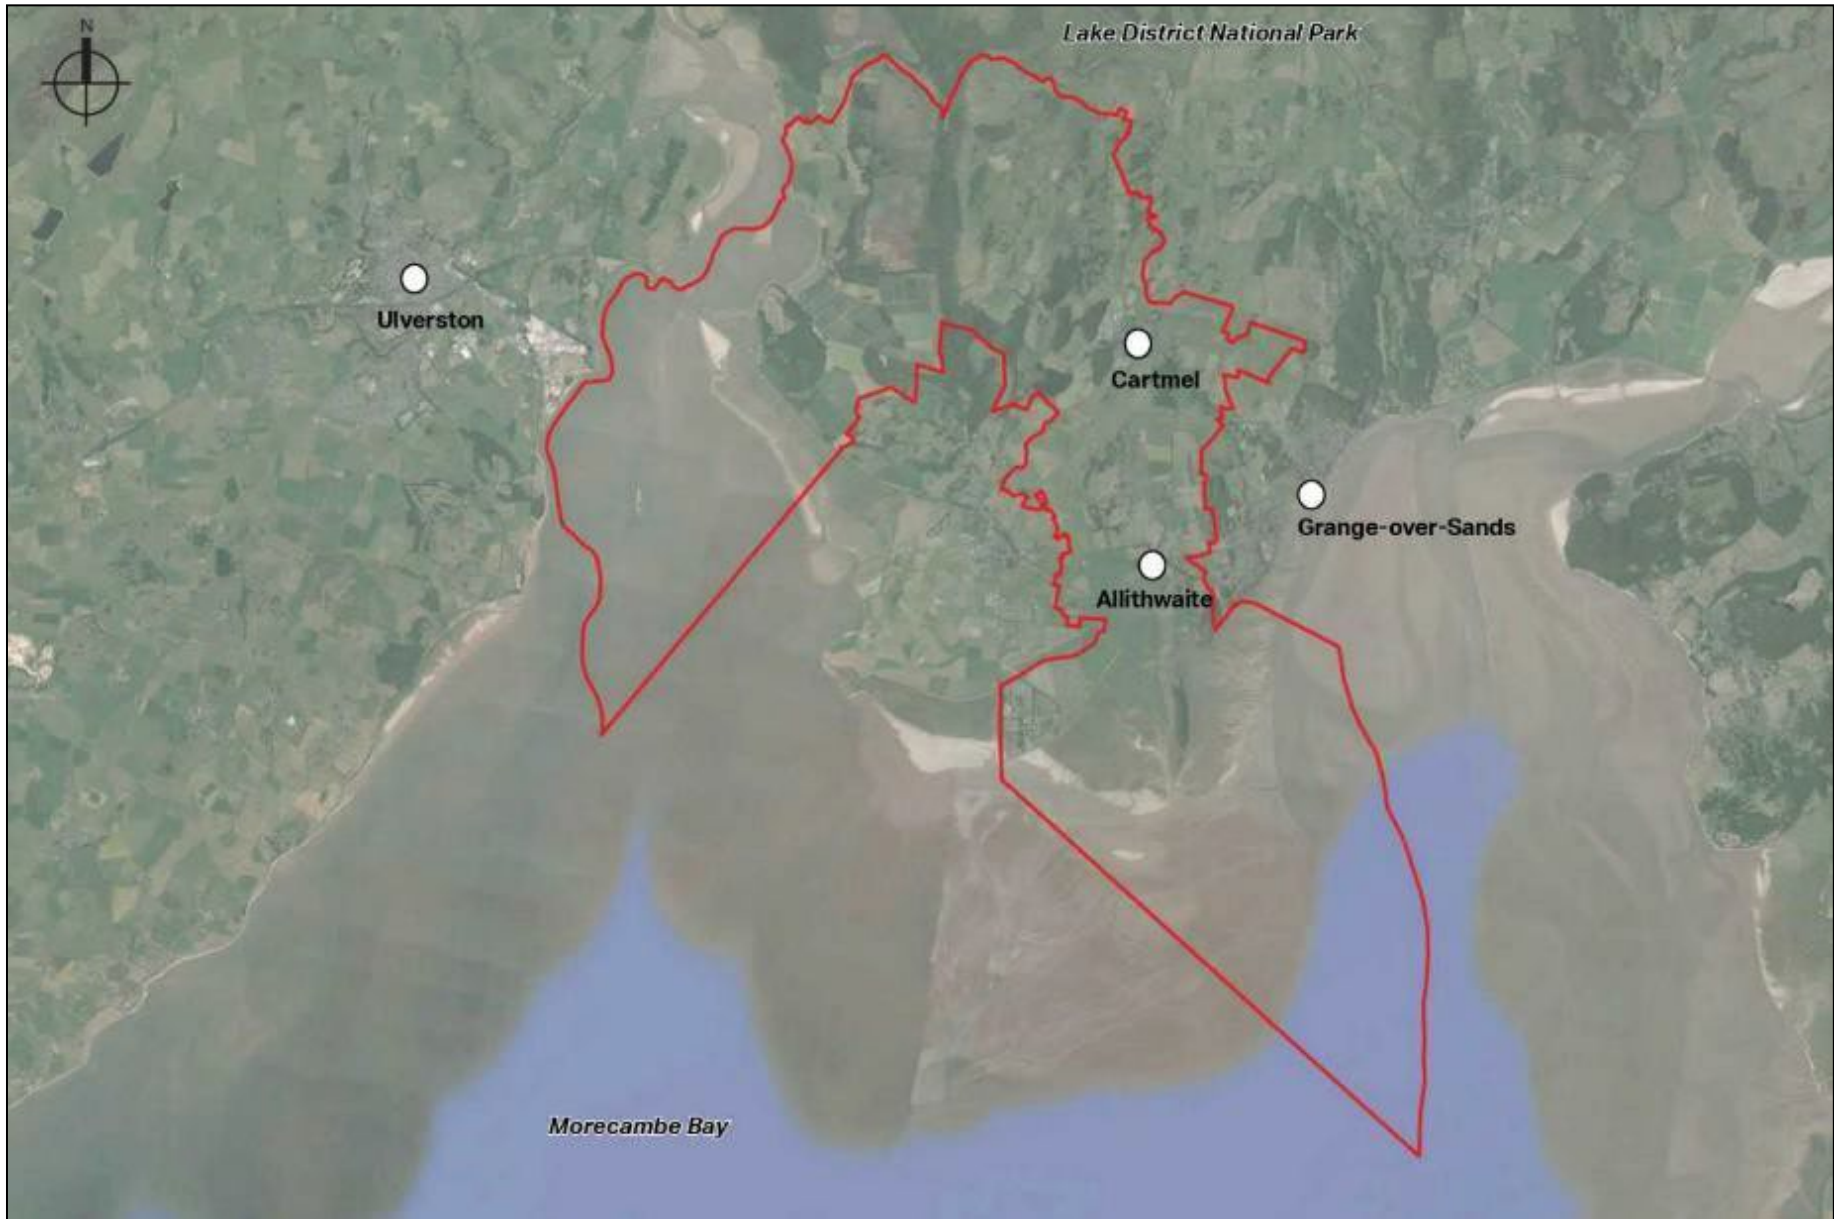 N
Lake District National Park
Ulverston
Cartmel
Grange-over-Sands
Allithwaite
Morecambe Bay